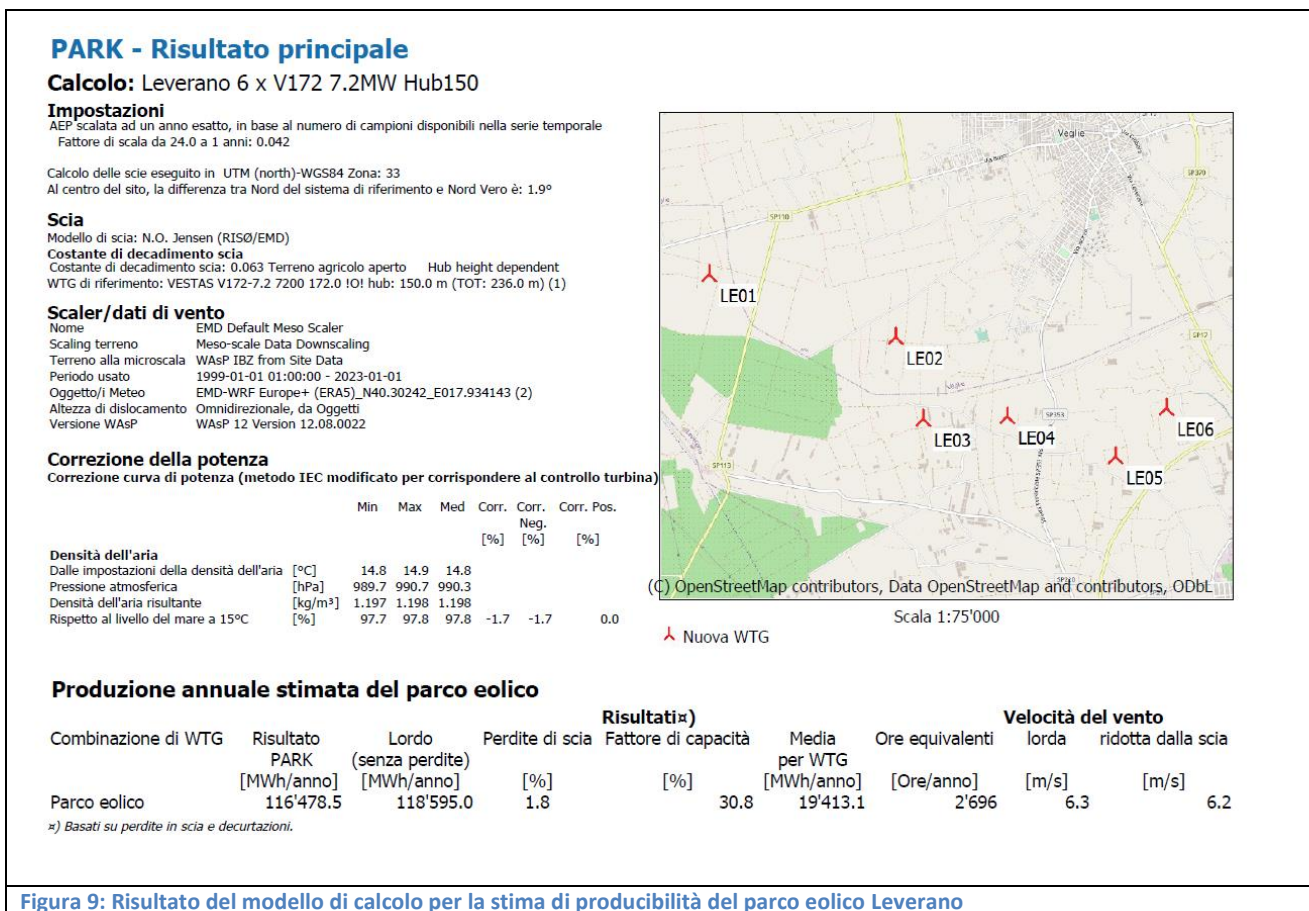 PARK - Risultato principale
Calcolo: Leverano 6 x V172 7.2MW Hub150
Impostazioni
AEP scalata ad un anno esatto, in base al numero di campioni disponibili nella serie temporale
Fattore di scala da 24.0 a 1 anni: 0.042
Calcolo delle scie eseguito in UTM (north)-WGS84 Zona: 33
Al centro del sito, la differenza tra Nord del sistema di riferimento e Nord Vero è: 1.9°
Scia
Modello di scia: N.O. Jensen (RISØ/EMD)
Costante di decadimento scia
Costante di decadimento scia: 0.063 Terreno agricolo aperto Hub height dependent
WTG di riferimento: VESTAS V172-7.2 7200 172.0 !O! hub: 150.0 m (TOT: 236.0 m) (1)
Scaler/dati di vento
Nome EMD Default Meso Scaler
Scaling terreno Meso-scale Data Downscaling
Terreno alla microscala WAsP IBZ from Site Data
Periodo usato 1999-01-01 01:00:00 - 2023-01-01
Oggetto/i Meteo EMD-WRF Europe+ (ERA5)_N40.30242_E017.934143 (2)
Altezza di dislocamento Omnidirezionale, da Oggetti
Versione WAsP WAsP 12 Version 12.08.0022
Correzione della potenza
Correzione curva di potenza (metodo IEC modificato per corrispondere al controllo turbina)
Min Max Med Corr. Corr. Corr. Pos.
Neg.
[%] [%] [%]
Densità dell'aria
Dalle impostazioni della densità dell'aria [°C] 14.8 14.9 14.8
Pressione atmosferica [hPa] 989.7 990.7 990.3
Densità dell'aria risultante [kg/m³] 1.197 1.198 1.198
Rispetto al livello del mare a 15°C [%] 97.7 97.8 97.8 -1.7 -1.7 0.0
Veglie
SP110
SP370
LE01
LE02
SP17
Veglie
SP353
LE03
LE04
LE06
SP113
LE05
(C) OpenStreetMap contributors, Data OpenStreetMap and contributors, ODbL
Scala 1:75'000
Nuova WTG
Produzione annuale stimata del parco eolico
Risultati¤) Velocità del vento
Combinazione di WTG Risultato Lordo Perdite di scia Fattore di capacità Media Ore equivalenti lorda ridotta dalla scia
PARK (senza perdite) per WTG
[MWh/anno] [MWh/anno] [%] [%] [MWh/anno] [Ore/anno] [m/s] [m/s]
Parco eolico 116'478.5 118'595.0 1.8 30.8 19'413.1 2'696 6.3 6.2
¤) Basati su perdite in scia e decurtazioni.
Figura 9: Risultato del modello di calcolo per la stima di producibilità del parco eolico Leverano